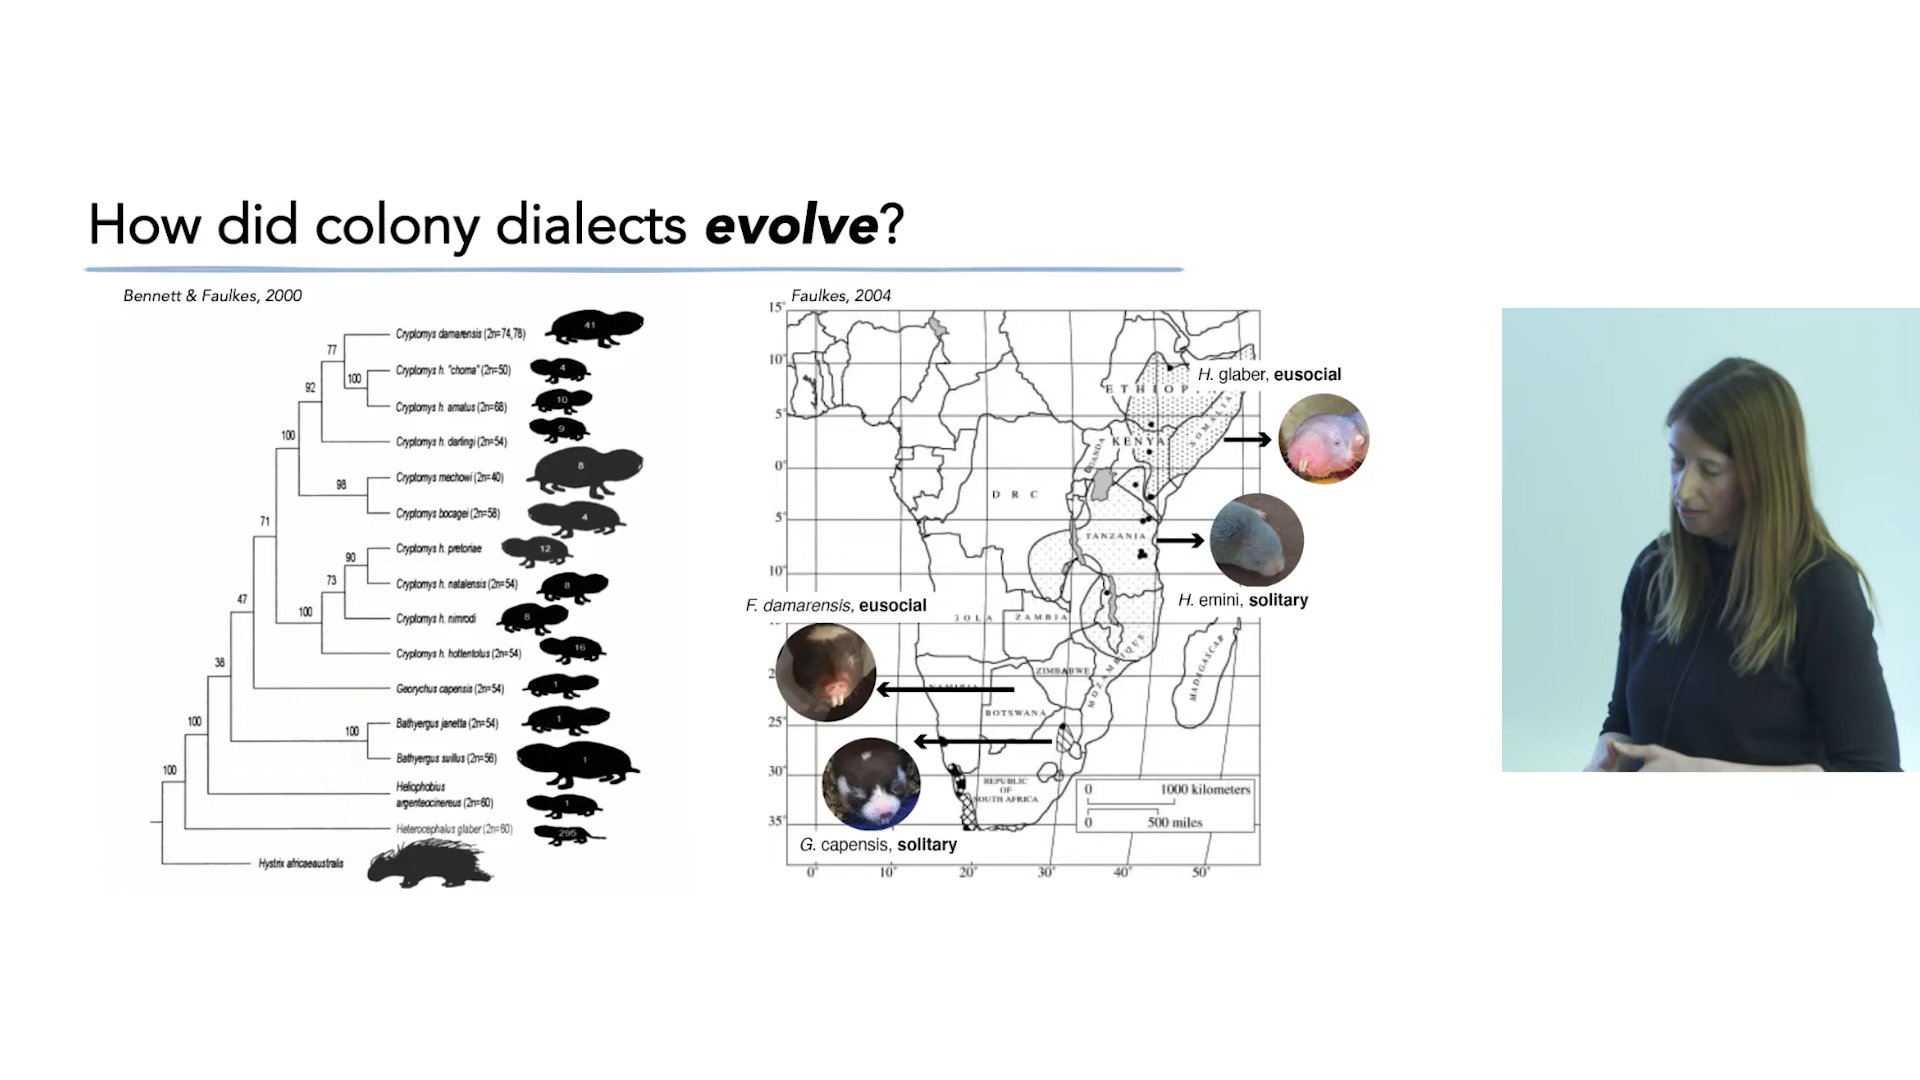 How did colony dialects evolve?
Bennett & Faulkes, 2000
Cryptomys damarensis (2n=74,78)
41
77
Cryptomys h. "choma" (2n=50)
4
100
92
Cryptomys h. amatus (2n=68)
10
Cryptomys h. darlingi (2n=54)
9
100
Cryptomys mechowi (2n=40)
8
98
Cryptomys bocagei (2n=58)
4
71
Cryptomys h. pretoriae
12
90
Cryptomys h. natalensis (2n=54)
8
73
47
100
Cryptomys h. nimrodi
8
Cryptomys h. hottentotus (2n=54)
16
38
Georychus capensis (2n=54)
1
100
Bathyergus janetta (2n=54)
1
100
Bathyergus suillus (2n=56)
1
100
Heliophobius
argenteocinereus (2n=60)
1
Heterocephalus glaber (2n=60)
295
Hystrix africaeaustralis
Faulkes, 2004
15°
10°
5°
0°
5°
10°
25°
30°
35°
0°
10°
20°
30°
40°
50°
ETHIOP
SOMALIA
KENYA
UGANDA
DRC
TANZANIA
ZAMBIA
ZIMBABWE
MOZAMBIQUE
MADAGASCAR
NAMIBIA
BOTSWANA
REPUBLIC
OF
SOUTH AFRICA
0 1000 kilometers
0 500 miles
H. glaber, eusocial
H. emini, solitary
F. damarensis, eusocial
G. capensis, solitary